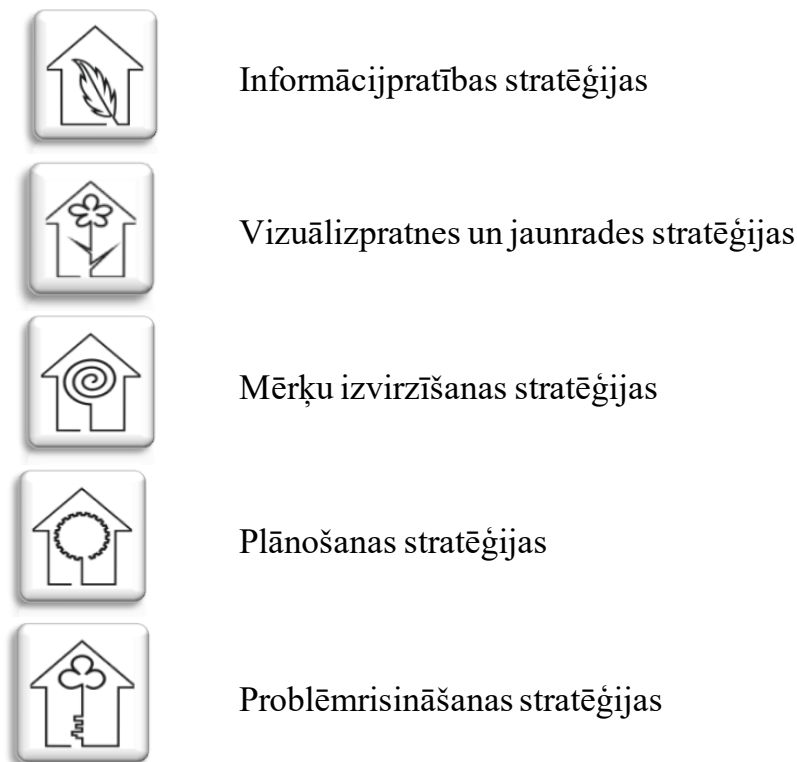 Informācijpratības stratēģijas
Vizuālizpratnes un jaunrades stratēģijas
Mērķu izvirzīšanas stratēģijas
Plānošanas stratēģijas
Problēmrisināšanas stratēģijas